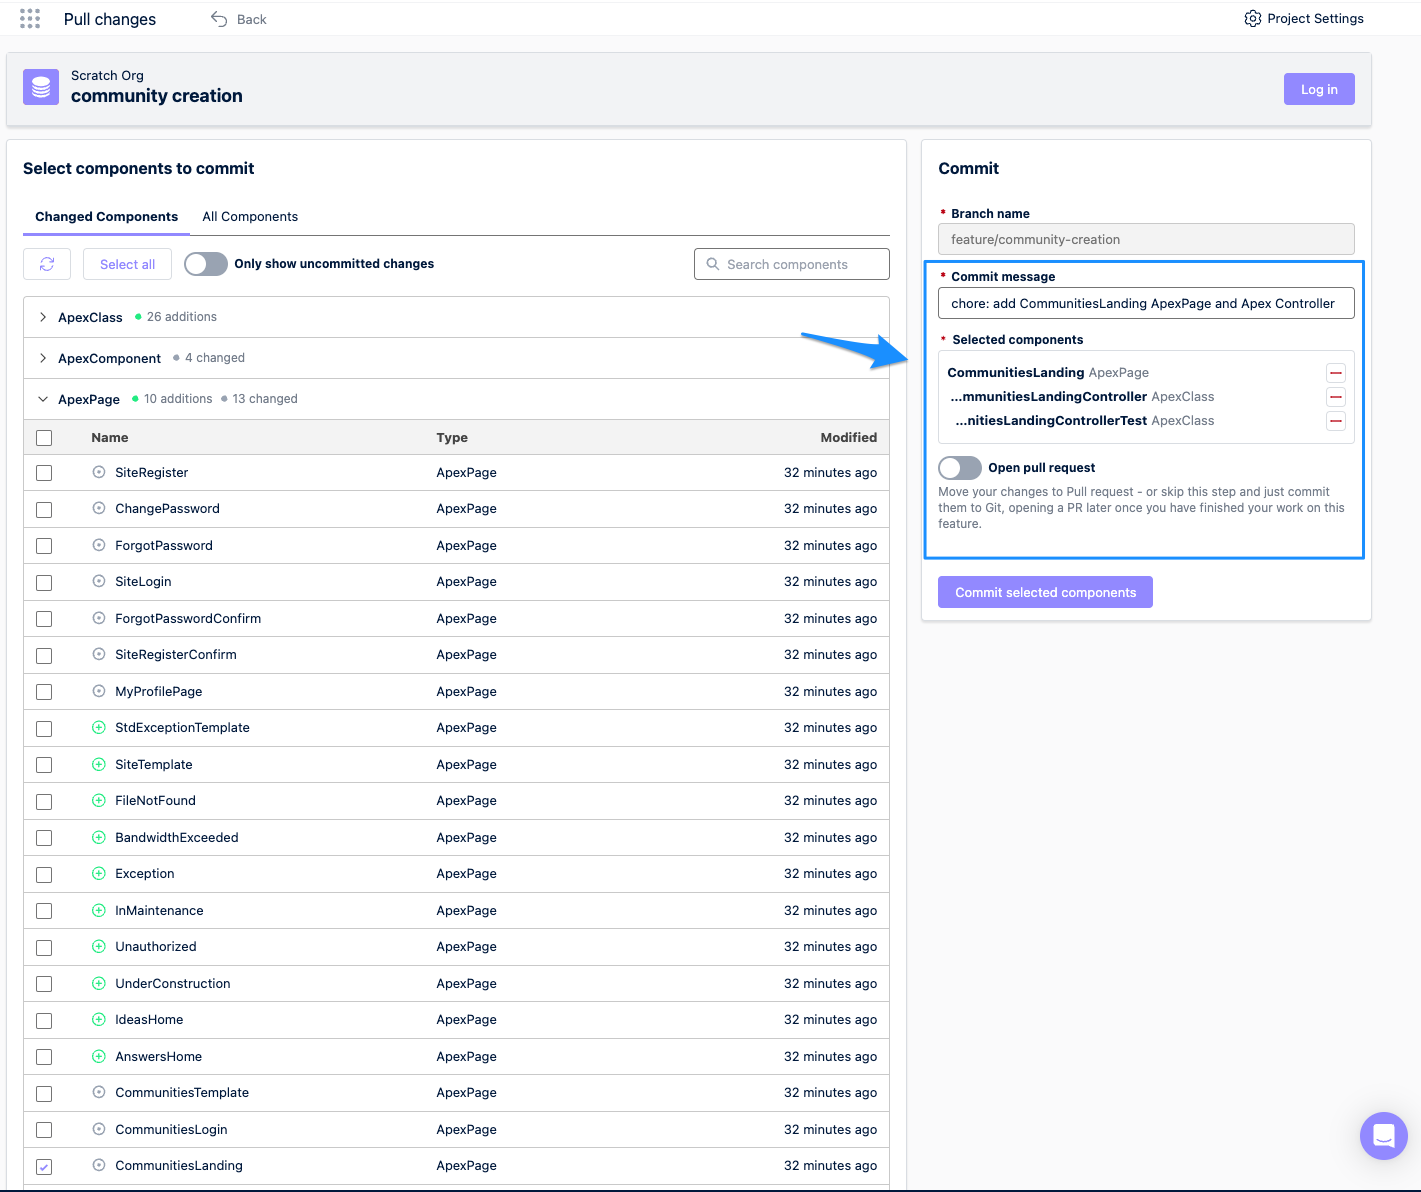 Pull changes
Back
Project Settings
Scratch Org
community creation
Log in
Select components to commit
Changed Components
All Components
Select all
Only show uncommitted changes
Search components
ApexClass 26 additions
ApexComponent 4 changed
ApexPage 10 additions 13 changed
Name Type Modified
SiteRegister ApexPage 32 minutes ago
ChangePassword ApexPage 32 minutes ago
ForgotPassword ApexPage 32 minutes ago
SiteLogin ApexPage 32 minutes ago
ForgotPasswordConfirm ApexPage 32 minutes ago
SiteRegisterConfirm ApexPage 32 minutes ago
MyProfilePage ApexPage 32 minutes ago
StdExceptionTemplate ApexPage 32 minutes ago
SiteTemplate ApexPage 32 minutes ago
FileNotFound ApexPage 32 minutes ago
BandwidthExceeded ApexPage 32 minutes ago
Exception ApexPage 32 minutes ago
InMaintenance ApexPage 32 minutes ago
Unauthorized ApexPage 32 minutes ago
UnderConstruction ApexPage 32 minutes ago
IdeasHome ApexPage 32 minutes ago
AnswersHome ApexPage 32 minutes ago
CommunitiesTemplate ApexPage 32 minutes ago
CommunitiesLogin ApexPage 32 minutes ago
CommunitiesLanding ApexPage 32 minutes ago
Commit
* Branch name
feature/community-creation
* Commit message
chore: add CommunitiesLanding ApexPage and Apex Controller
* Selected components
CommunitiesLanding ApexPage
...mmunitiesLandingController ApexClass
...nitiesLandingControllerTest ApexClass
Open pull request
Move your changes to Pull request - or skip this step and just commit
them to Git, opening a PR later once you have finished your work on this
feature.
Commit selected components